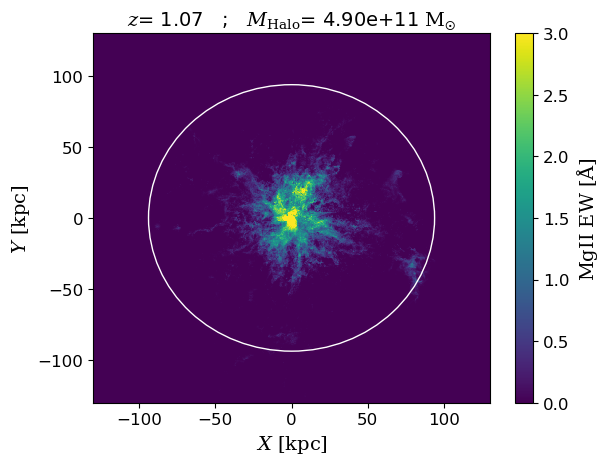 z= 1.07 ; M_Halo= 4.90e+11 M_⊙
100
50
0
−50
−100
Y [kpc]
−100 −50 0 50 100
X [kpc]
3.0
2.5
2.0
1.5
1.0
0.5
0.0
MgII EW [Å]